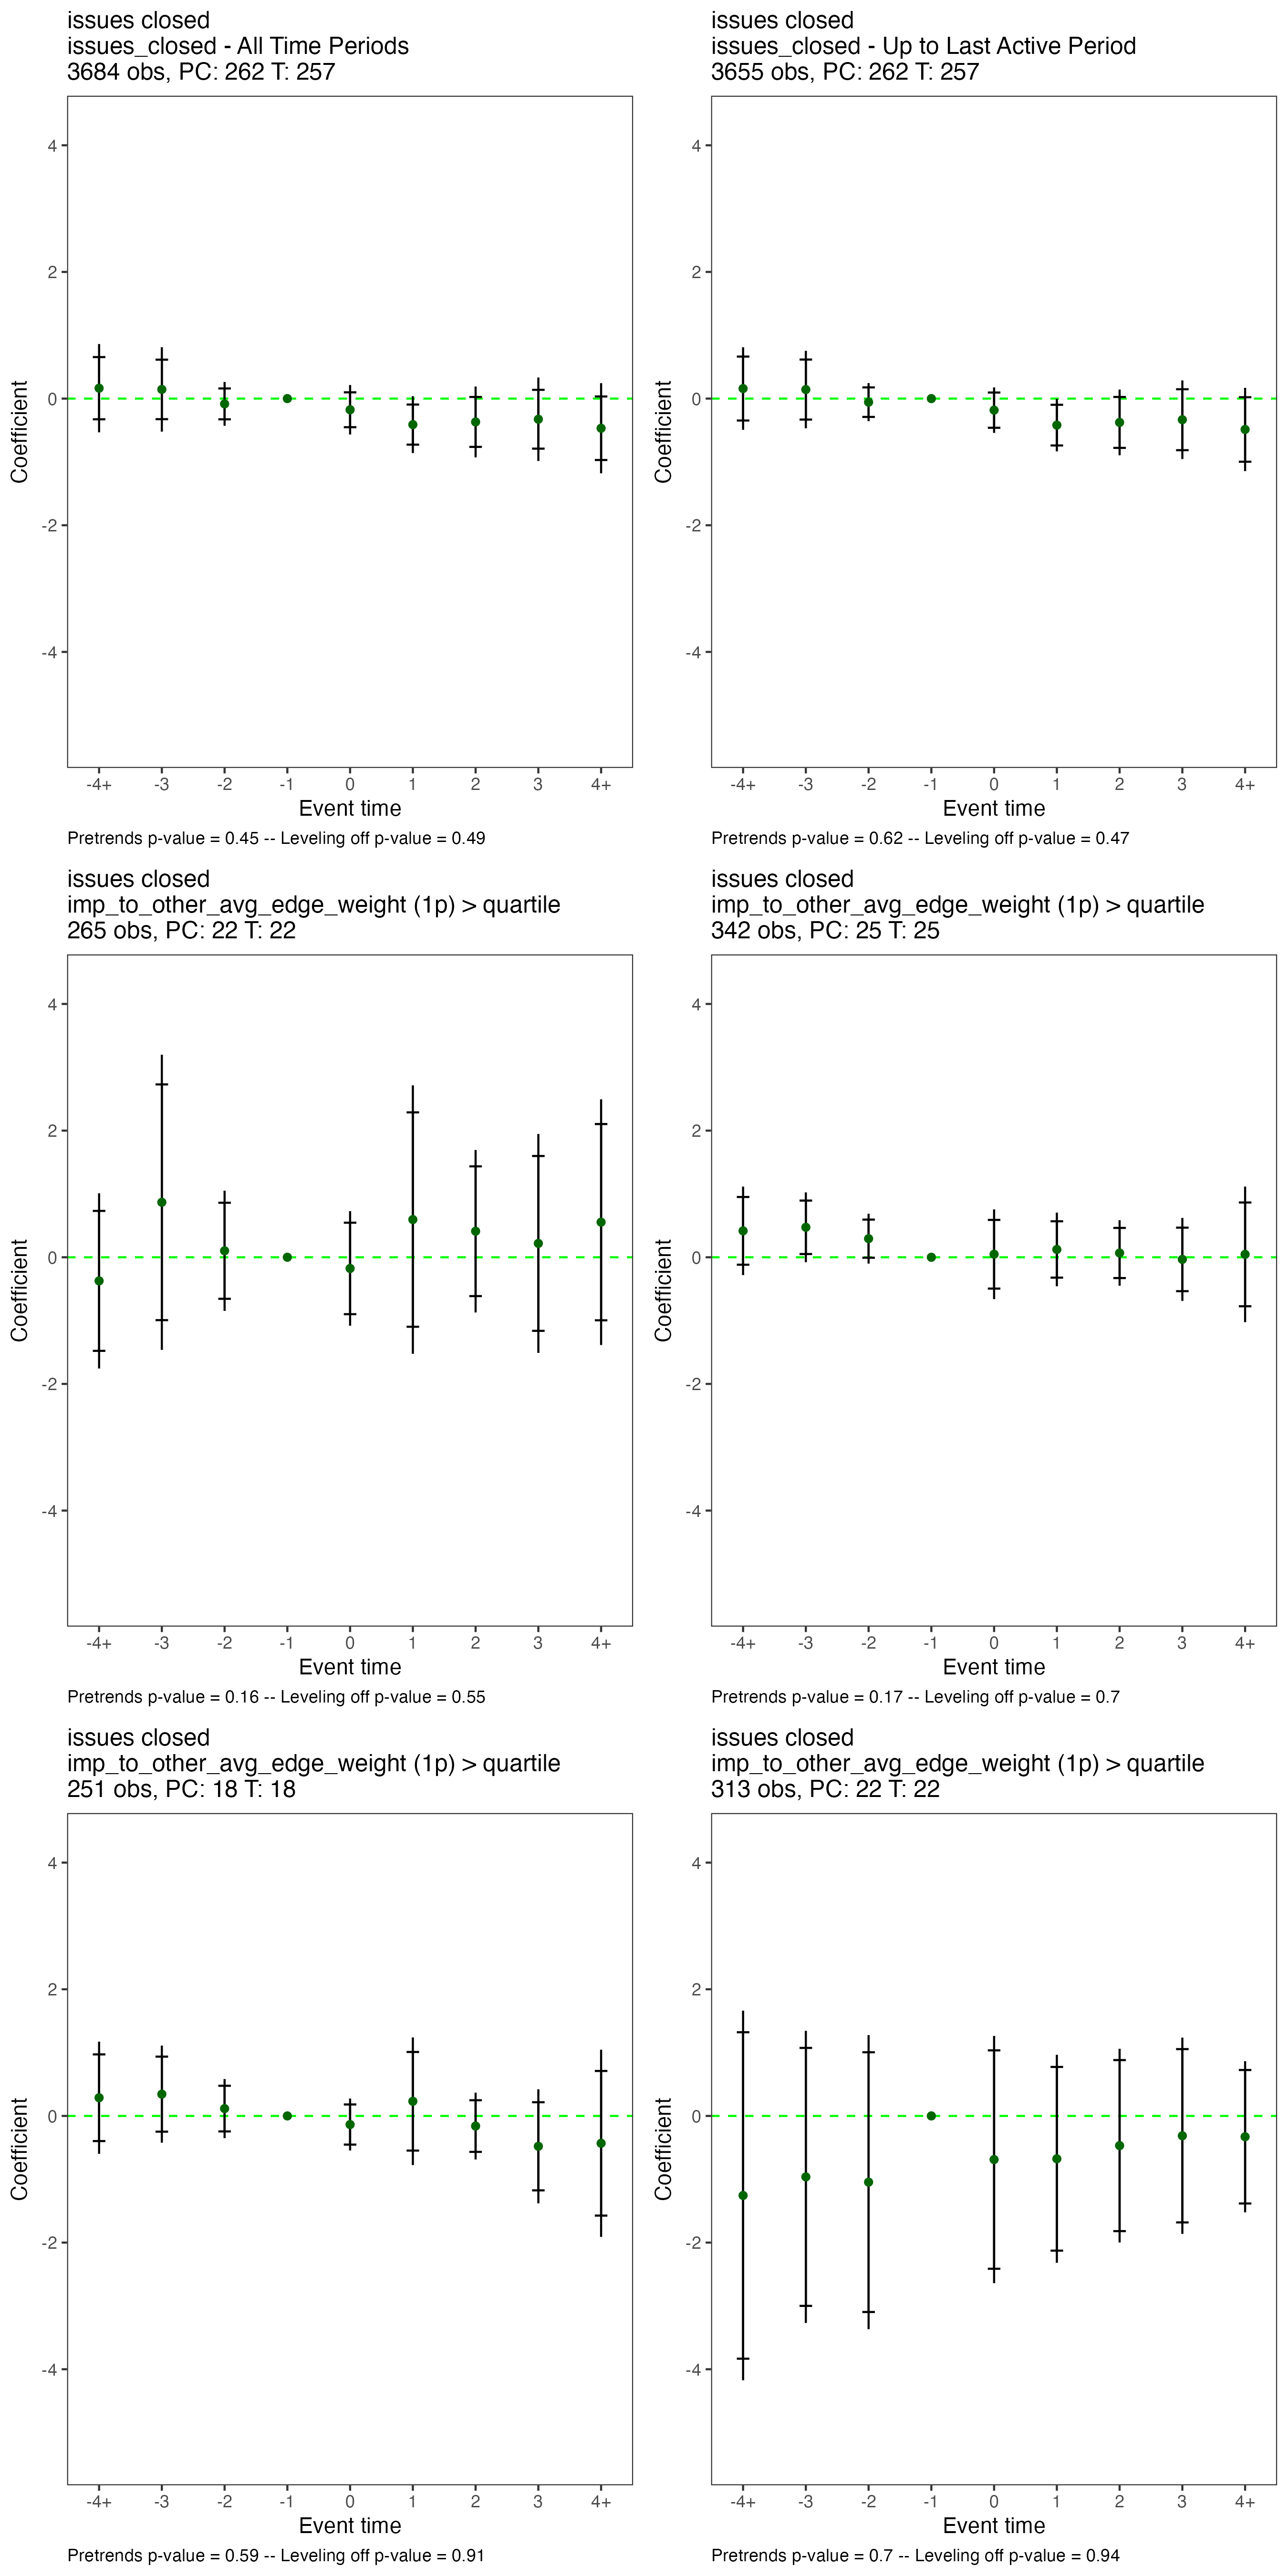 issues closed
issues_closed - All Time Periods
3684 obs, PC: 262 T: 257
4
2
0
-2
-4
Coefficient
-4+ -3 -2 -1 0 1 2 3 4+
Event time
Pretrends p-value = 0.45 -- Leveling off p-value = 0.49
issues closed
issues_closed - Up to Last Active Period
3655 obs, PC: 262 T: 257
4
2
0
-2
-4
Coefficient
-4+ -3 -2 -1 0 1 2 3 4+
Event time
Pretrends p-value = 0.62 -- Leveling off p-value = 0.47
issues closed
imp_to_other_avg_edge_weight (1p) > quartile
265 obs, PC: 22 T: 22
4
2
0
-2
-4
Coefficient
-4+ -3 -2 -1 0 1 2 3 4+
Event time
Pretrends p-value = 0.16 -- Leveling off p-value = 0.55
issues closed
imp_to_other_avg_edge_weight (1p) > quartile
342 obs, PC: 25 T: 25
4
2
0
-2
-4
Coefficient
-4+ -3 -2 -1 0 1 2 3 4+
Event time
Pretrends p-value = 0.17 -- Leveling off p-value = 0.7
issues closed
imp_to_other_avg_edge_weight (1p) > quartile
251 obs, PC: 18 T: 18
4
2
0
-2
-4
Coefficient
-4+ -3 -2 -1 0 1 2 3 4+
Event time
Pretrends p-value = 0.59 -- Leveling off p-value = 0.91
issues closed
imp_to_other_avg_edge_weight (1p) > quartile
313 obs, PC: 22 T: 22
4
2
0
-2
-4
Coefficient
-4+ -3 -2 -1 0 1 2 3 4+
Event time
Pretrends p-value = 0.7 -- Leveling off p-value = 0.94